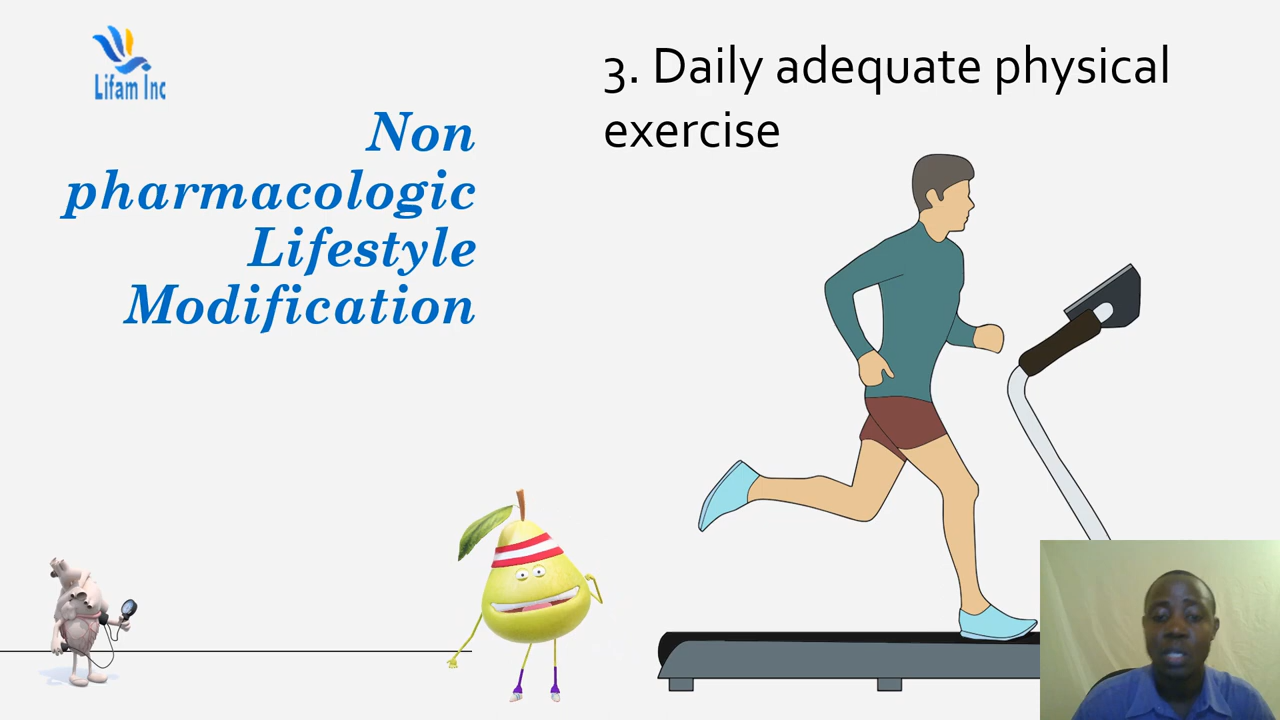 Lifam Inc
Non
pharmacologic
Lifestyle
Modification
3. Daily adequate physical
exercise